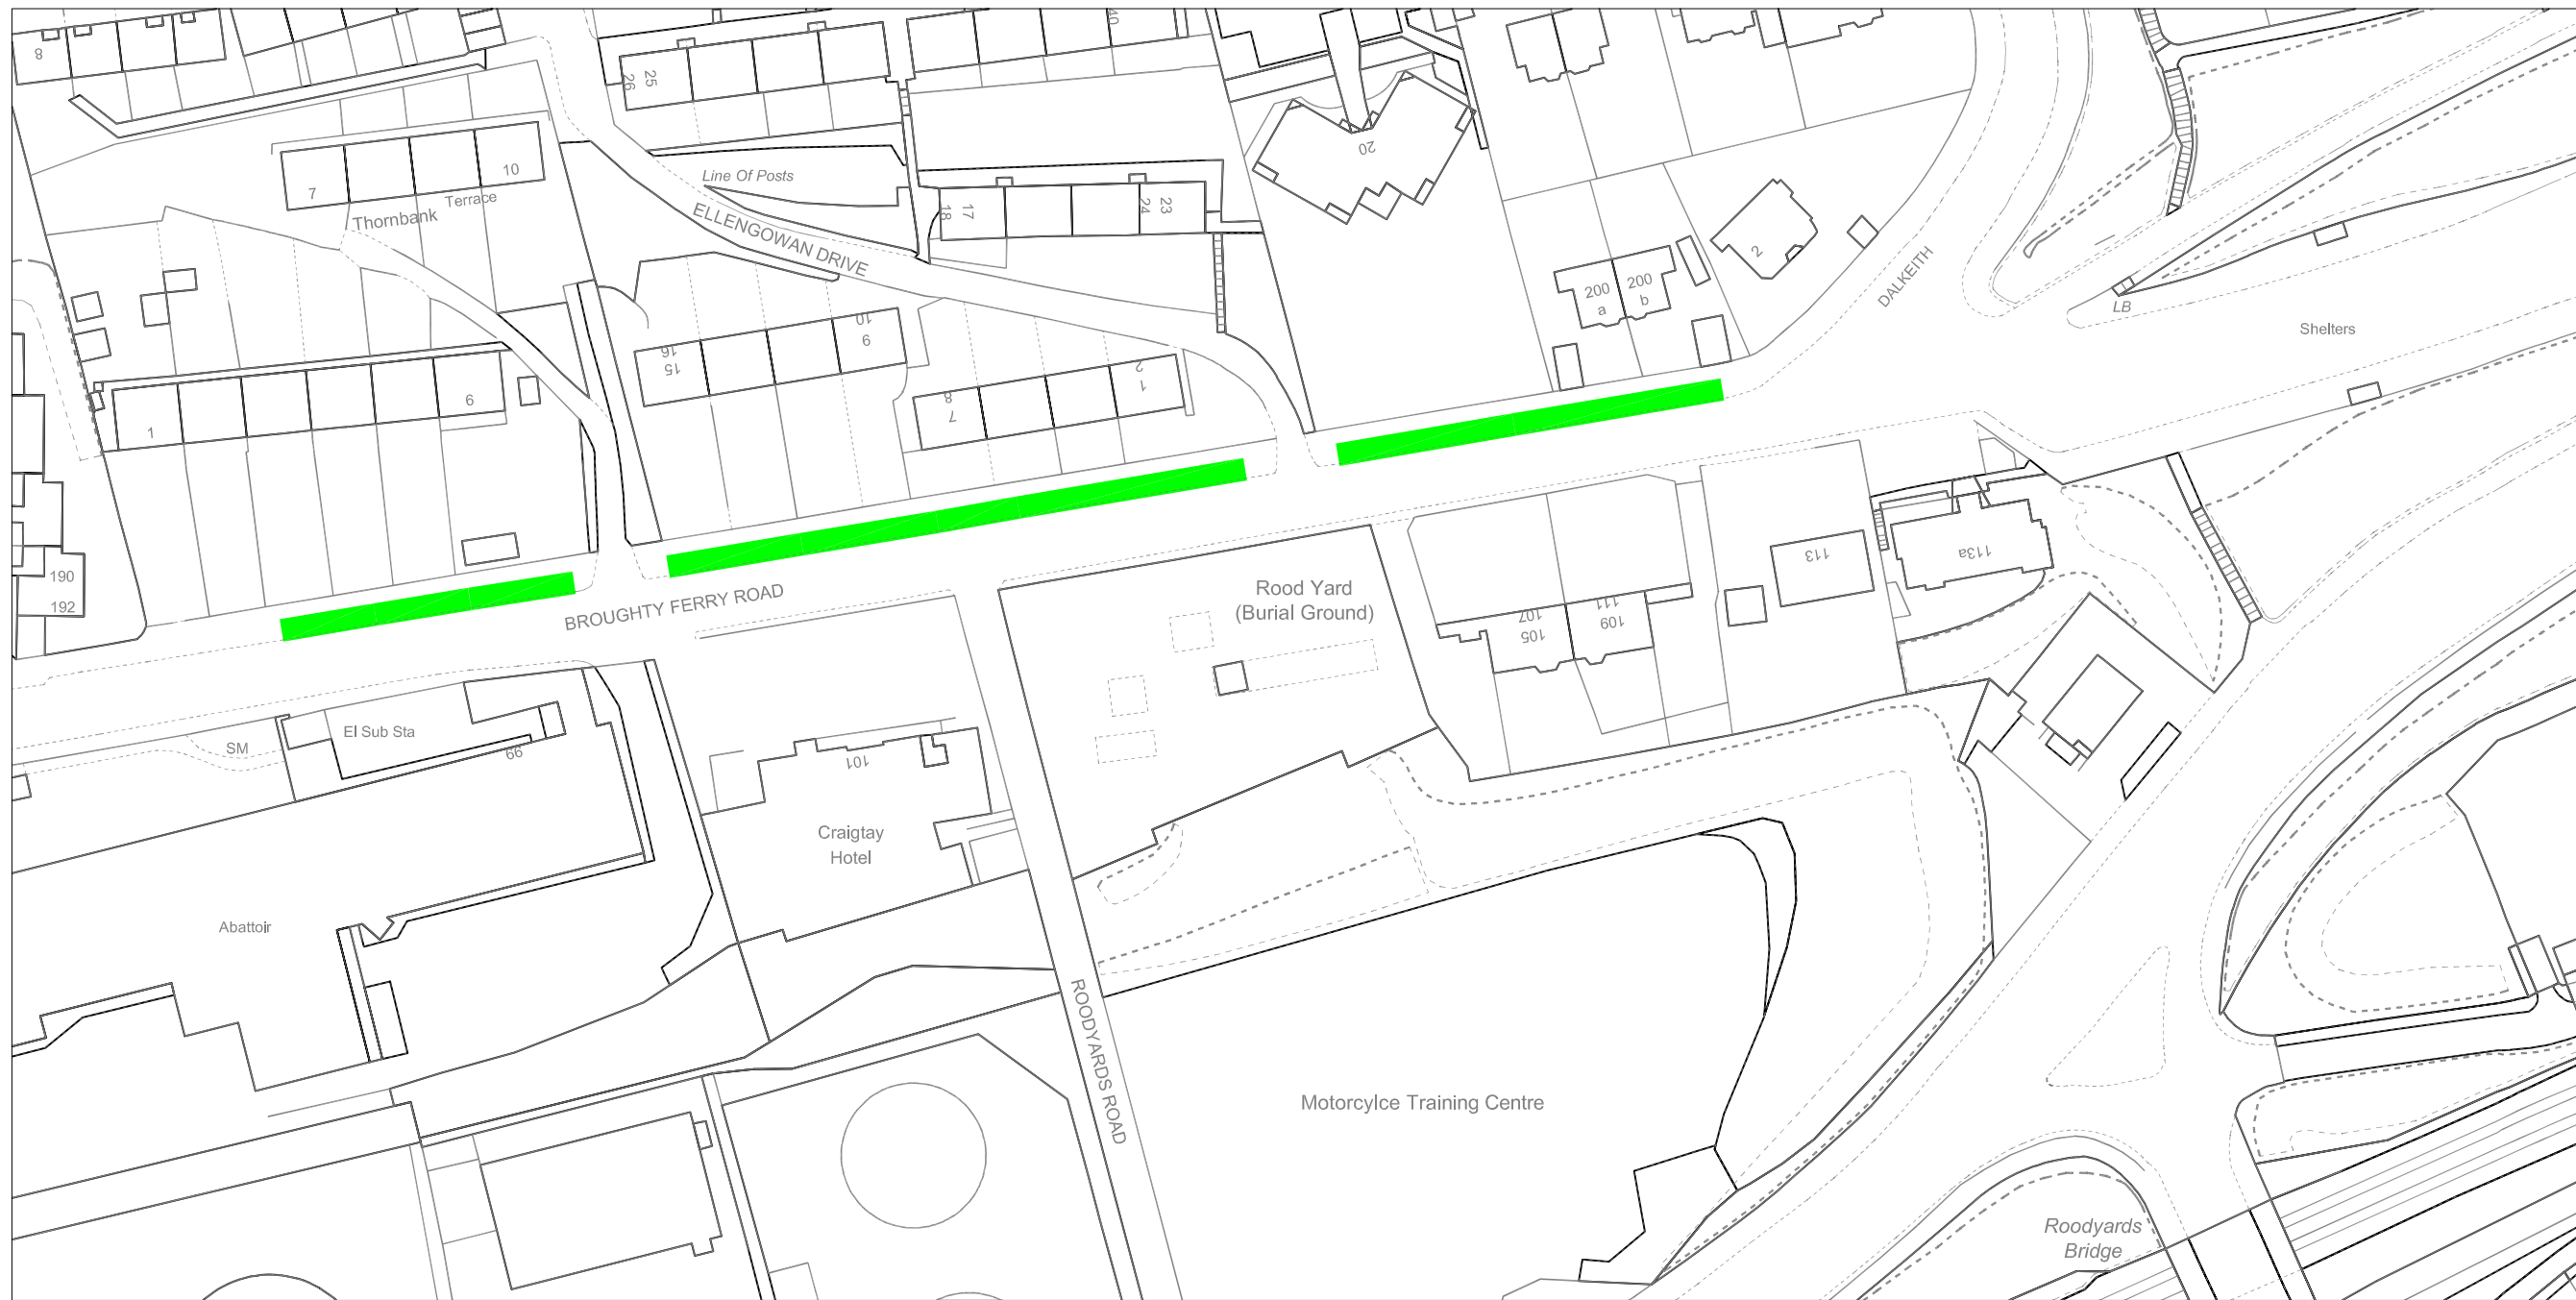 8
40
26
25
7
10
Thornbank
Terrace
Line Of Posts
ELLENGOWAN DRIVE
18
17
24
23
20
200
a
200
b
2
DALKEITH
LB
Shelters
16
15
10
9
8
7
2
1
1
6
190
192
BROUGHTY FERRY ROAD
Rood Yard
(Burial Ground)
107
105
111
109
113
113a
SM
El Sub Sta
99
101
Craigtay
Hotel
Abattoir
ROODYARDS ROAD
Motorcylce Training Centre
Roodyards
Bridge